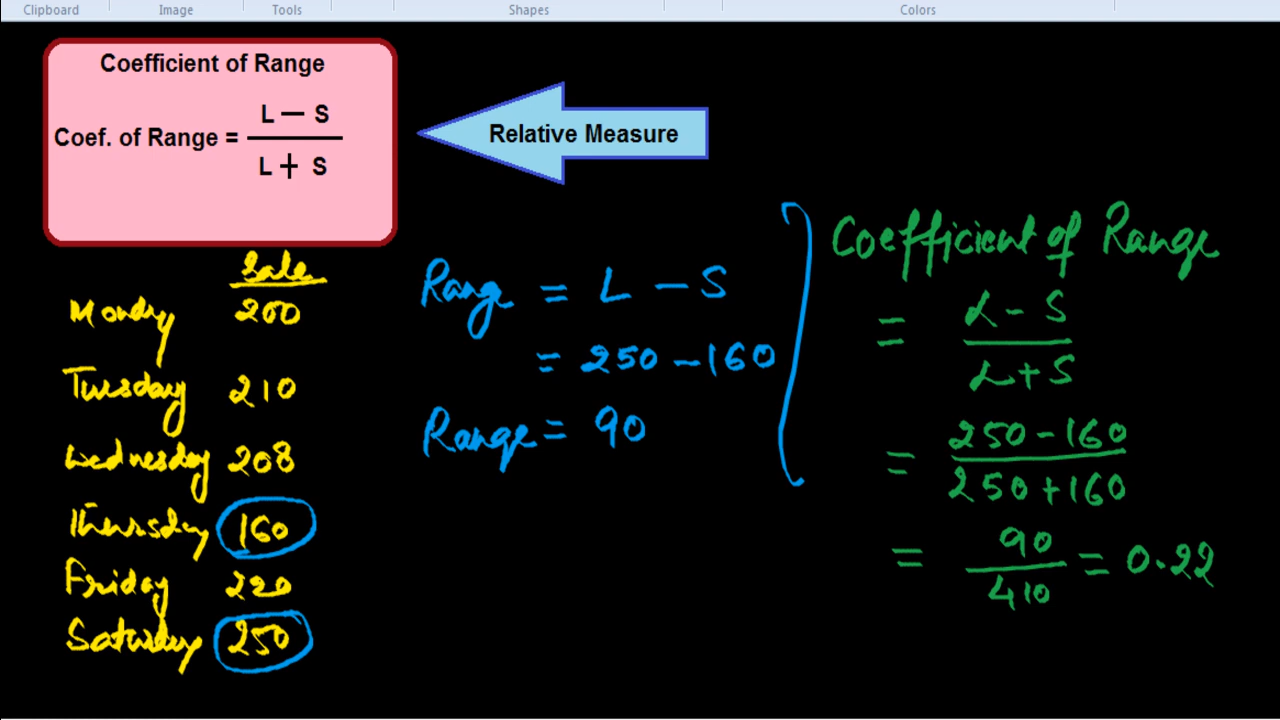 Clipboard Image Tools Shapes Colors
Coefficient of Range
L − S
Coef. of Range =
L + S
Relative Measure
Sale
Monday 200
Tuesday 210
Wednesday 208
Thursday 160
Friday 220
Saturday 250
Range = L − S
= 250 − 160
Range = 90
Coefficient of Range
= L − S
L + S
= 250 − 160
250 + 160
= 90 = 0.22
410